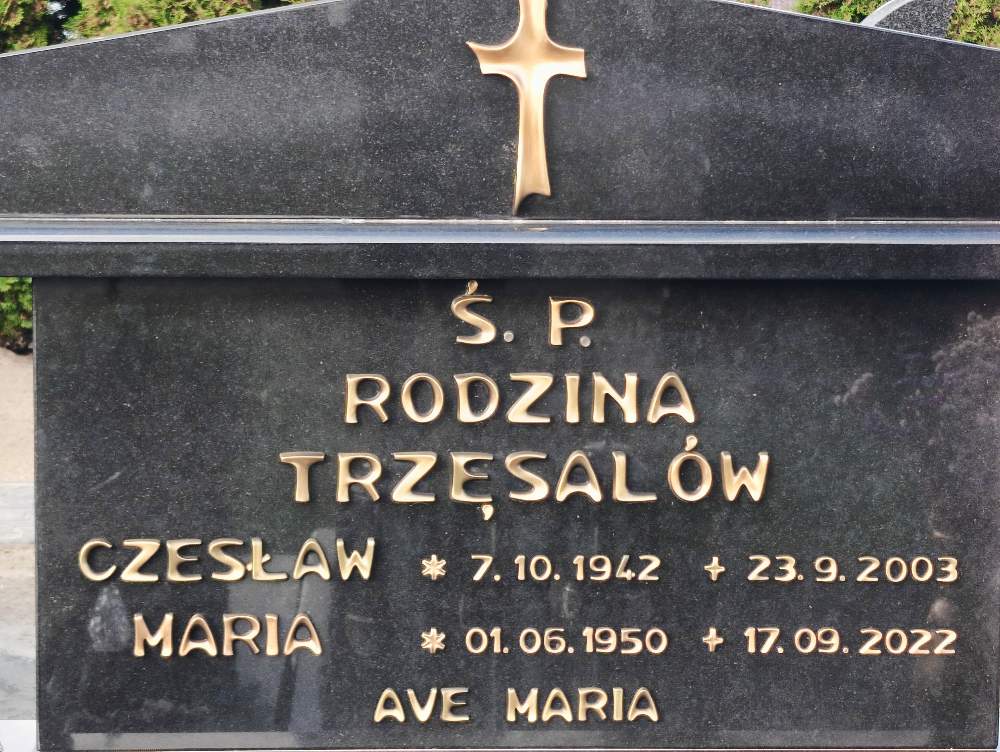 Ś. P.
RODZINA
TRZĘSALÓW
CZESŁAW * 7.10.1942 + 23.9.2003
MARIA * 01.06.1950 + 17.09.2022
AVE MARIA